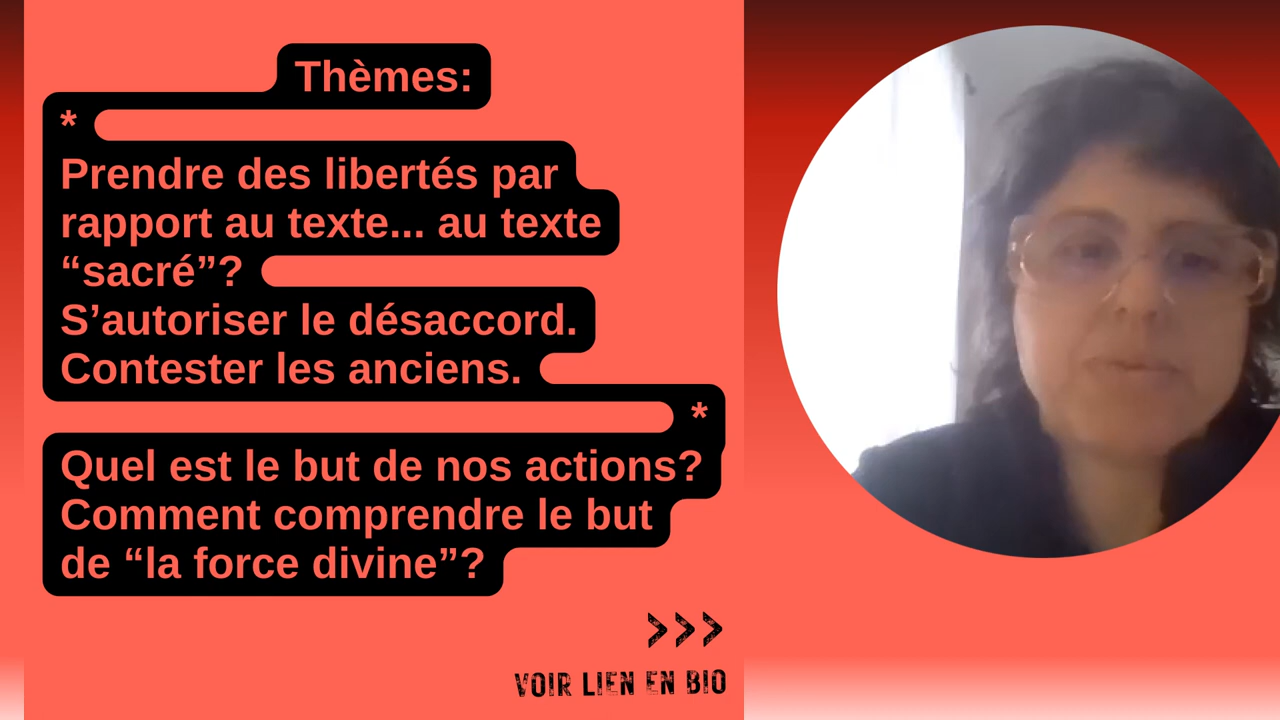 Thèmes:
*
Prendre des libertés par
rapport au texte... au texte
“sacré”?
S’autoriser le désaccord.
Contester les anciens.
*
Quel est le but de nos actions?
Comment comprendre le but
de “la force divine”?
>>>
VOIR LIEN EN BIO